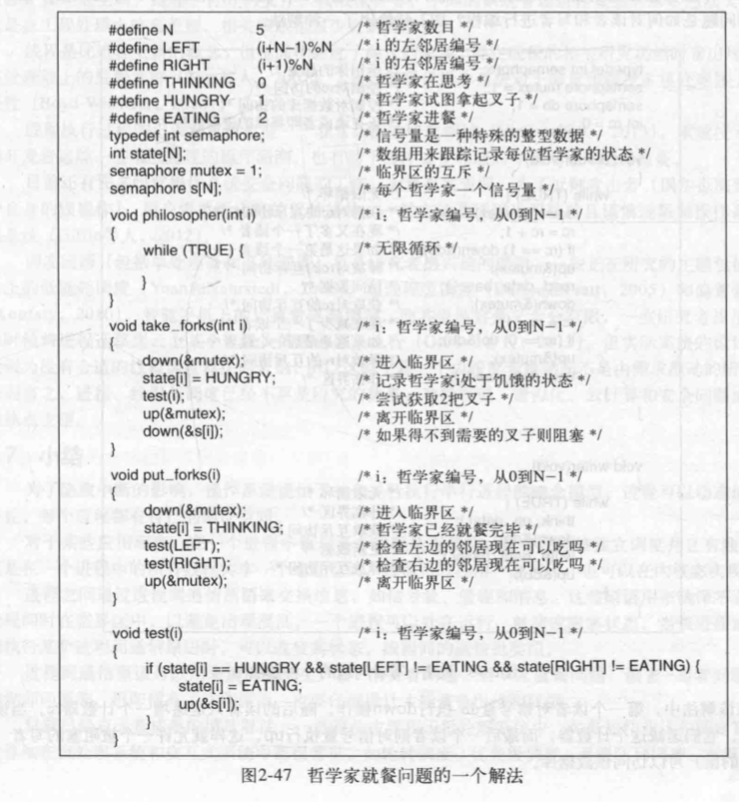 #define N 5 /* 哲学家数目 */
#define LEFT (i+N-1)%N /* i 的左邻居编号 */
#define RIGHT (i+1)%N /* i 的右邻居编号 */
#define THINKING 0 /* 哲学家在思考 */
#define HUNGRY 1 /* 哲学家试图拿起叉子 */
#define EATING 2 /* 哲学家进餐 */
typedef int semaphore; /* 信号量是一种特殊的整型数据 */
int state[N]; /* 数组用来跟踪记录每位哲学家的状态 */
semaphore mutex = 1; /* 临界区的互斥 */
semaphore s[N]; /* 每个哲学家一个信号量 */
void philosopher(int i) /* i: 哲学家编号, 从0到N-1 */
{
while (TRUE) { /* 无限循环 */
}
}
void take_forks(int i) /* i: 哲学家编号, 从0到N-1 */
{
down(&mutex); /* 进入临界区 */
state[i] = HUNGRY; /* 记录哲学家i处于饥饿的状态 */
test(i); /* 尝试获取2把叉子 */
up(&mutex); /* 离开临界区 */
down(&s[i]); /* 如果得不到需要的叉子则阻塞 */
}
void put_forks(i) /* i: 哲学家编号, 从0到N-1 */
{
down(&mutex); /* 进入临界区 */
state[i] = THINKING; /* 哲学家已经就餐完毕 */
test(LEFT); /* 检查左边的邻居现在可以吃吗 */
test(RIGHT); /* 检查右边的邻居现在可以吃吗 */
up(&mutex); /* 离开临界区 */
}
void test(i) /* i: 哲学家编号, 从0到N-1 */
{
if (state[i] == HUNGRY && state[LEFT] != EATING && state[RIGHT] != EATING) {
state[i] = EATING;
up(&s[i]);
}
}
图2-47 哲学家就餐问题的一个解法